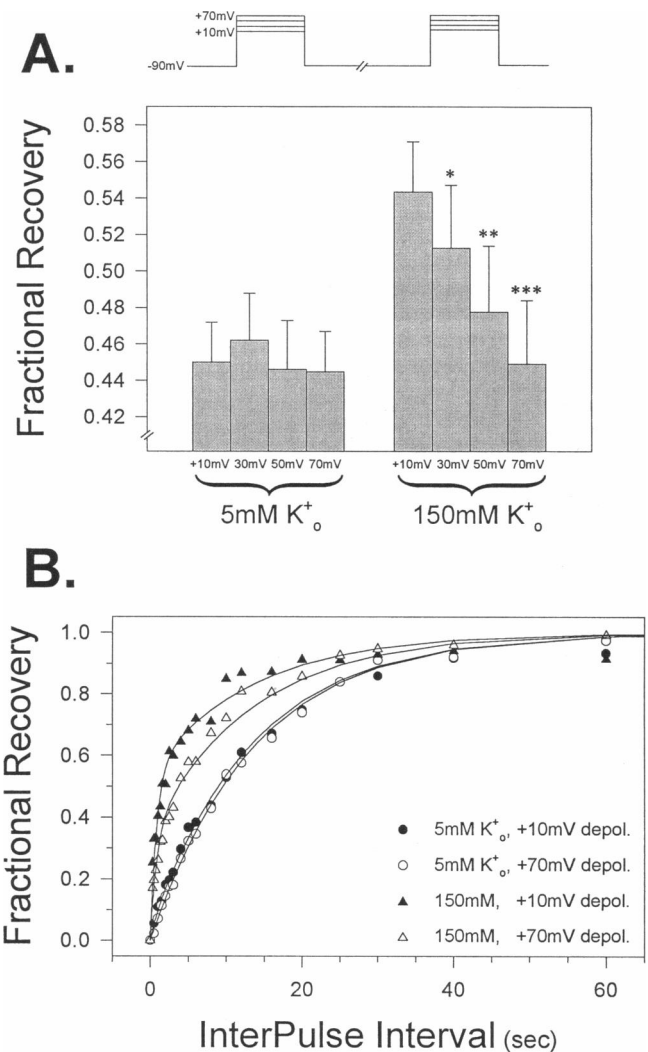 A.
+70mV
+10mV
-90mV
Fractional Recovery
0.58
0.56
0.54
0.52
0.50
0.48
0.46
0.44
0.42
*
**
***
+10mV 30mV 50mV 70mV
+10mV 30mV 50mV 70mV
5mM K⁺ₒ
150mM K⁺ₒ
B.
Fractional Recovery
1.0
0.8
0.6
0.4
0.2
0.0
5mM K⁺ₒ, +10mV depol.
5mM K⁺ₒ, +70mV depol.
150mM, +10mV depol.
150mM, +70mV depol.
0 20 40 60
InterPulse Interval (sec)